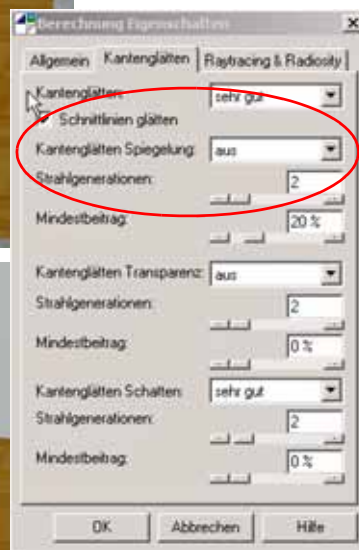 Berechnung Eigenschaften
Allgemein Kantenglätten Raytracing & Radiosity
Kantenglätten: sehr gut
Schnittlinien glätten
Kantenglätten Spiegelung: aus
Strahlgenerationen: 2
Mindestbeitrag: 20 %
Kantenglätten Transparenz: aus
Strahlgenerationen: 2
Mindestbeitrag: 0 %
Kantenglätten Schatten: sehr gut
Strahlgenerationen: 2
Mindestbeitrag: 0 %
OK Abbrechen Hilfe